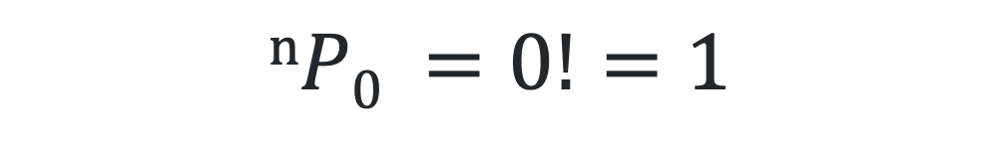 ⁿP₀ = 0! = 1